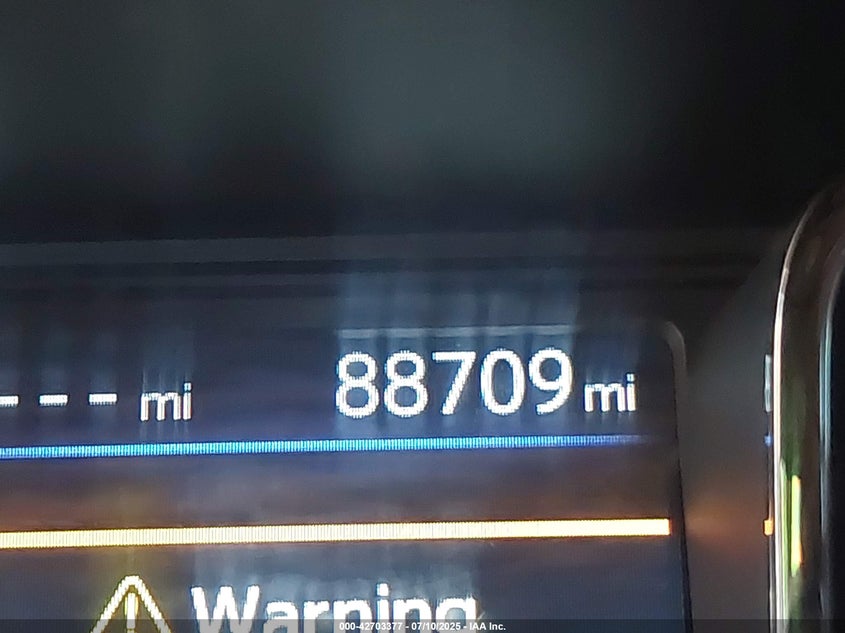 --- mi 88709 mi
Warning
000-42703377 - 07/10/2025 - IAA Inc.